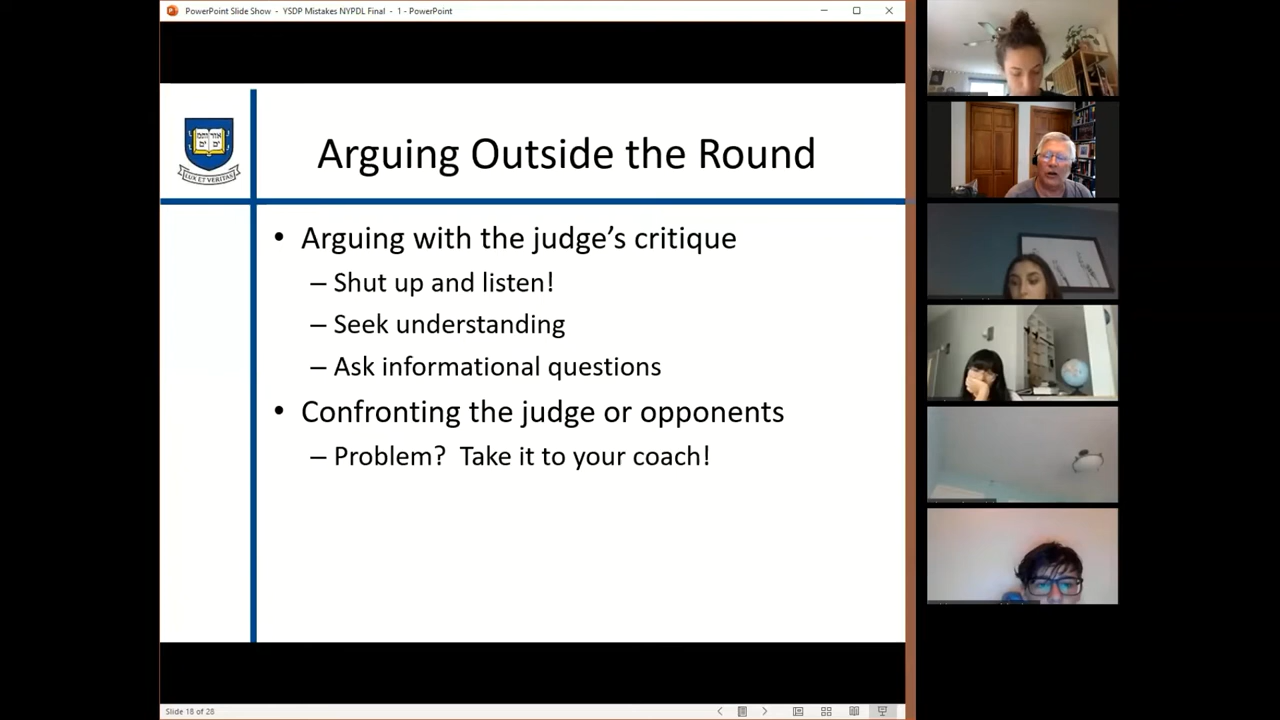 PowerPoint Slide Show - YSDP Mistakes NYPDL Final - 1 - PowerPoint
LUX ET VERITAS
Arguing Outside the Round
• Arguing with the judge’s critique
– Shut up and listen!
– Seek understanding
– Ask informational questions
• Confronting the judge or opponents
– Problem? Take it to your coach!
Slide 18 of 28